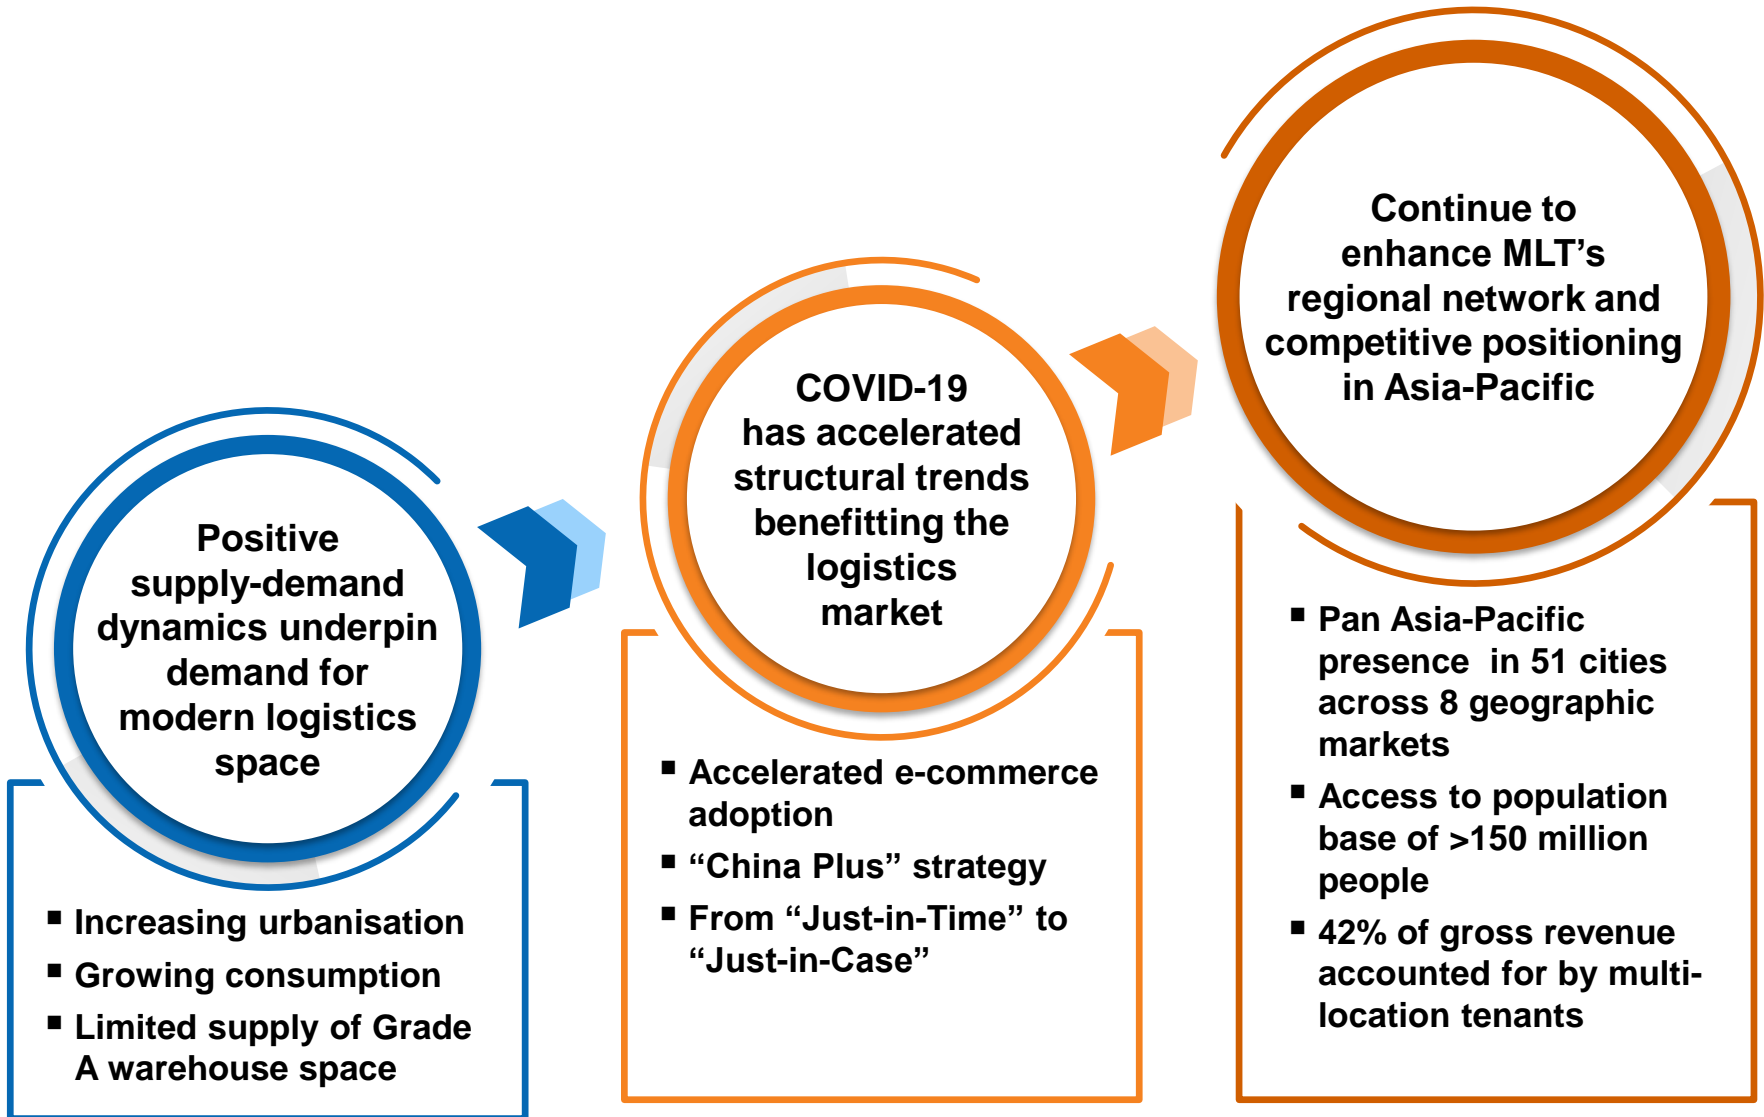 Positive
supply-demand
dynamics underpin
demand for
modern logistics
space
▪ Increasing urbanisation
▪ Growing consumption
▪ Limited supply of Grade
A warehouse space
COVID-19
has accelerated
structural trends
benefitting the
logistics
market
▪ Accelerated e-commerce
adoption
▪ “China Plus” strategy
▪ From “Just-in-Time” to
“Just-in-Case”
Continue to
enhance MLT’s
regional network and
competitive positioning
in Asia-Pacific
▪ Pan Asia-Pacific
presence in 51 cities
across 8 geographic
markets
▪ Access to population
base of >150 million
people
▪ 42% of gross revenue
accounted for by multi-
location tenants